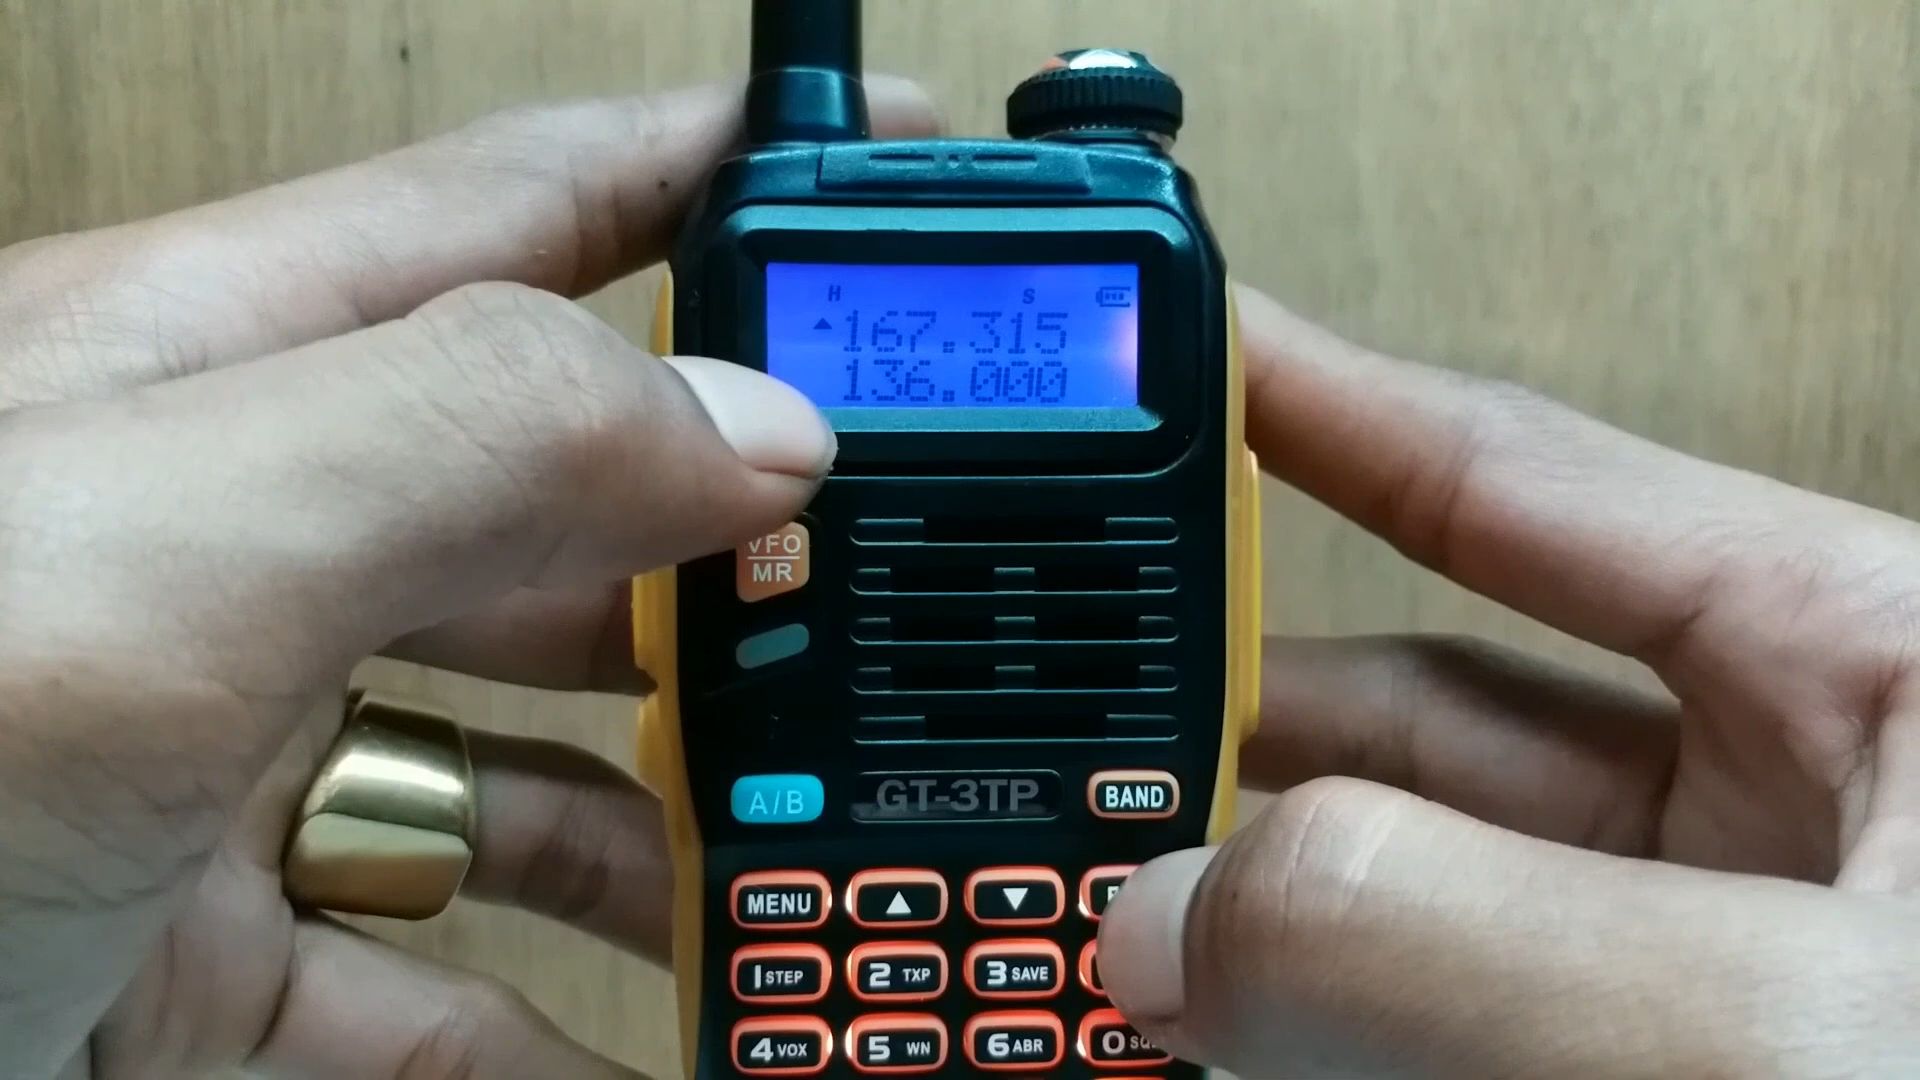 H S
▲167.315
136.000
VFO
MR
A/B GT-3TP BAND
MENU ▲ ▼
1 STEP 2 TXP 3 SAVE
4 VOX 5 WN 6 ABR 0